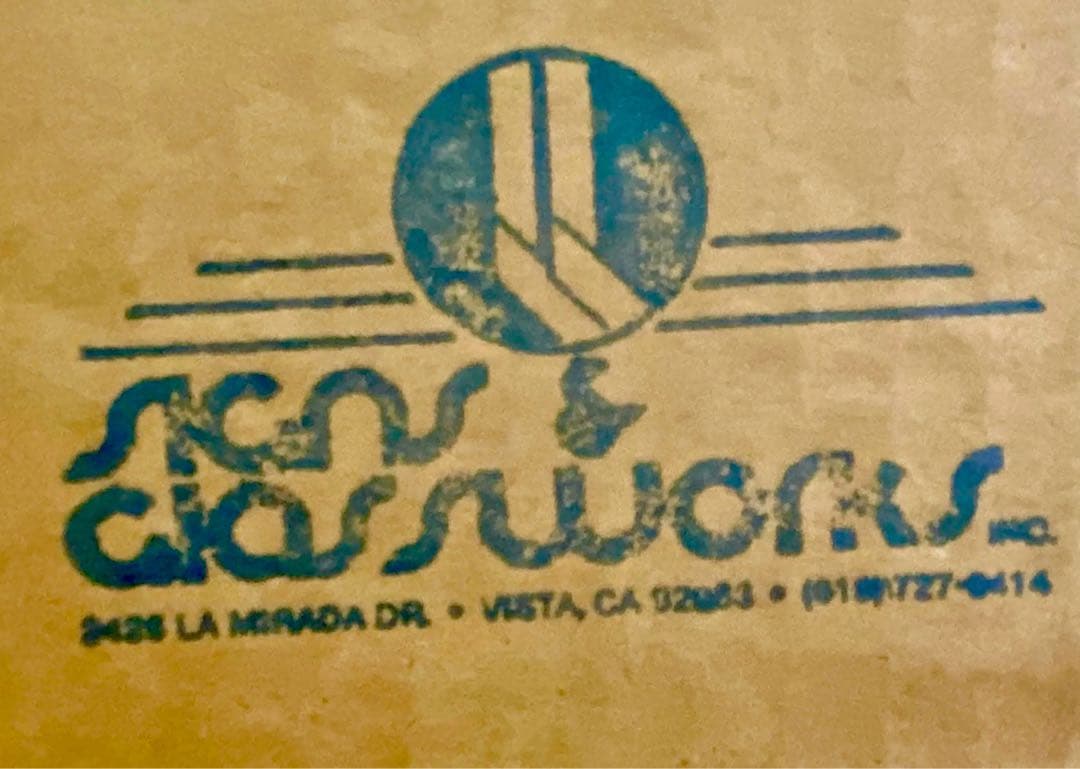 signs &
glassworks INC.
LA MIRADA DR. • VISTA, CA •